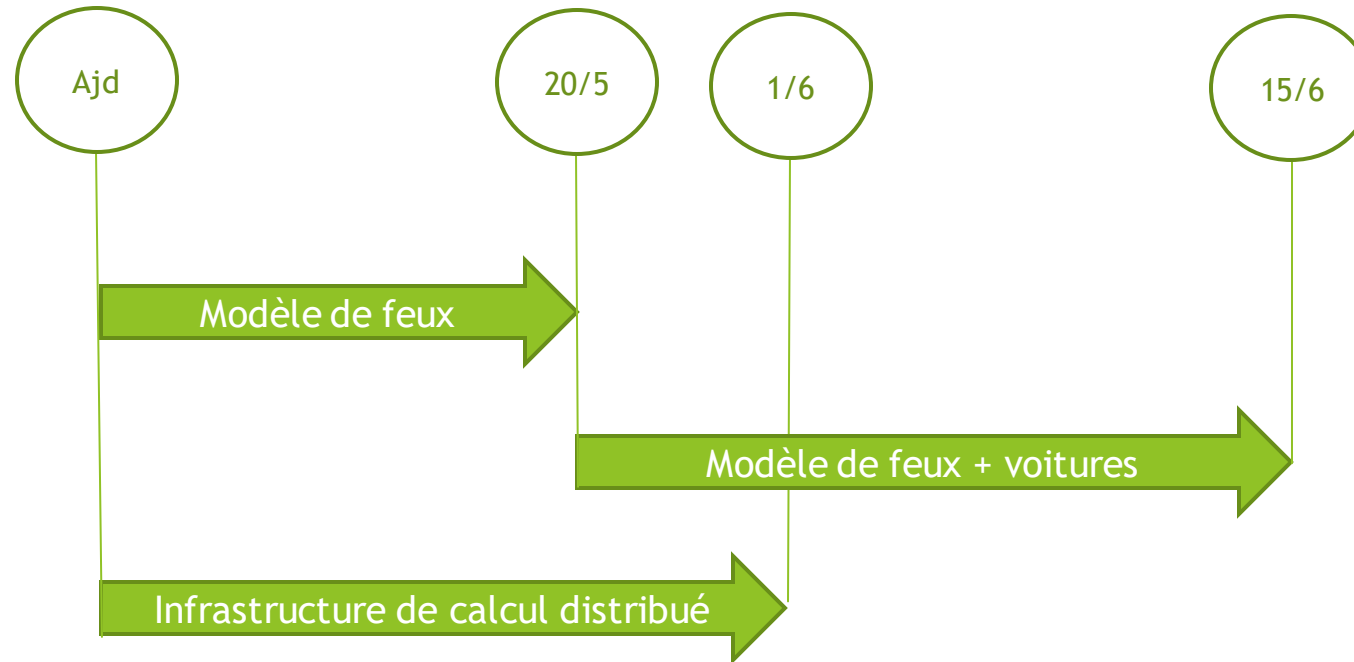 Ajd
20/5
1/6
15/6
Modèle de feux
Modèle de feux + voitures
Infrastructure de calcul distribué